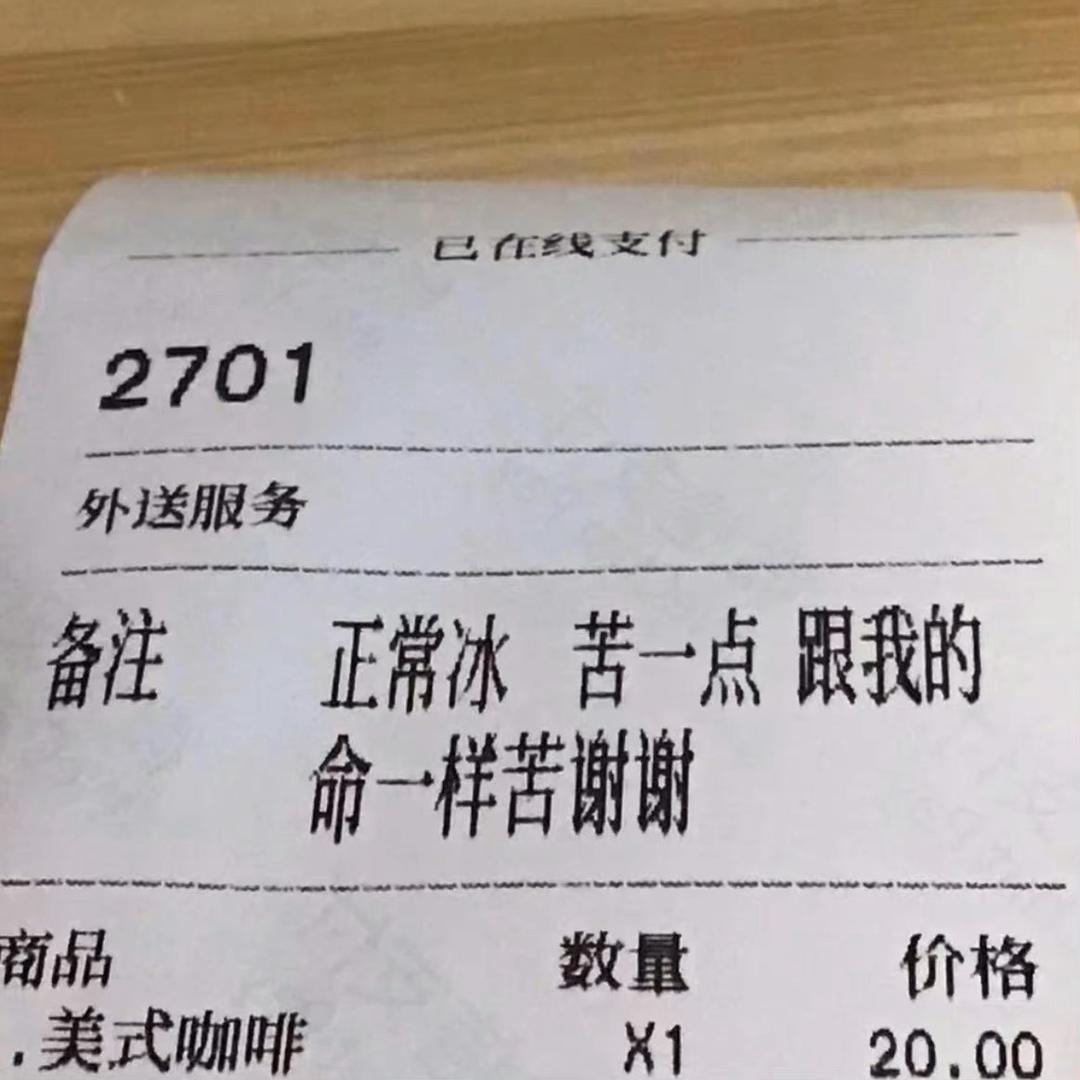 已在线支付
2701
外送服务
备注 正常冰 苦一点 跟我的
命一样苦谢谢
商品 数量 价格
.美式咖啡 X1 20.00